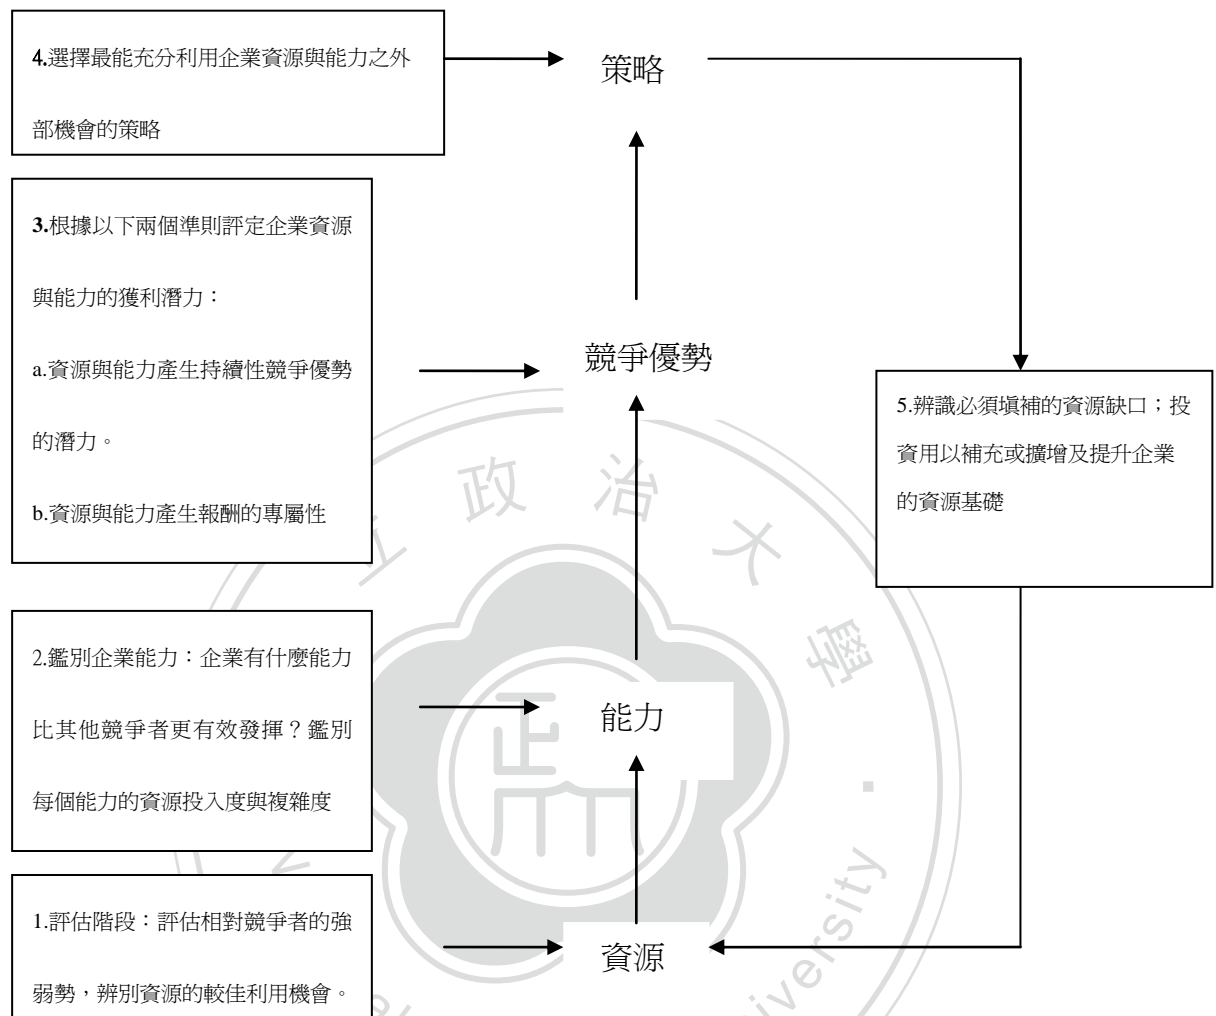 4.選擇最能充分利用企業資源與能力之外
部機會的策略
策略
3.根據以下兩個準則評定企業資源
與能力的獲利潛力：
a.資源與能力產生持續性競爭優勢
的潛力。
b.資源與能力產生報酬的專屬性
競爭優勢
5.辨識必須填補的資源缺口；投
資用以補充或擴增及提升企業
的資源基礎
2.鑑別企業能力：企業有什麼能力
比其他競爭者更有效發揮？鑑別
每個能力的資源投入度與複雜度
能力
1.評估階段：評估相對競爭者的強
弱勢，辨別資源的較佳利用機會。
資源
立政治大學